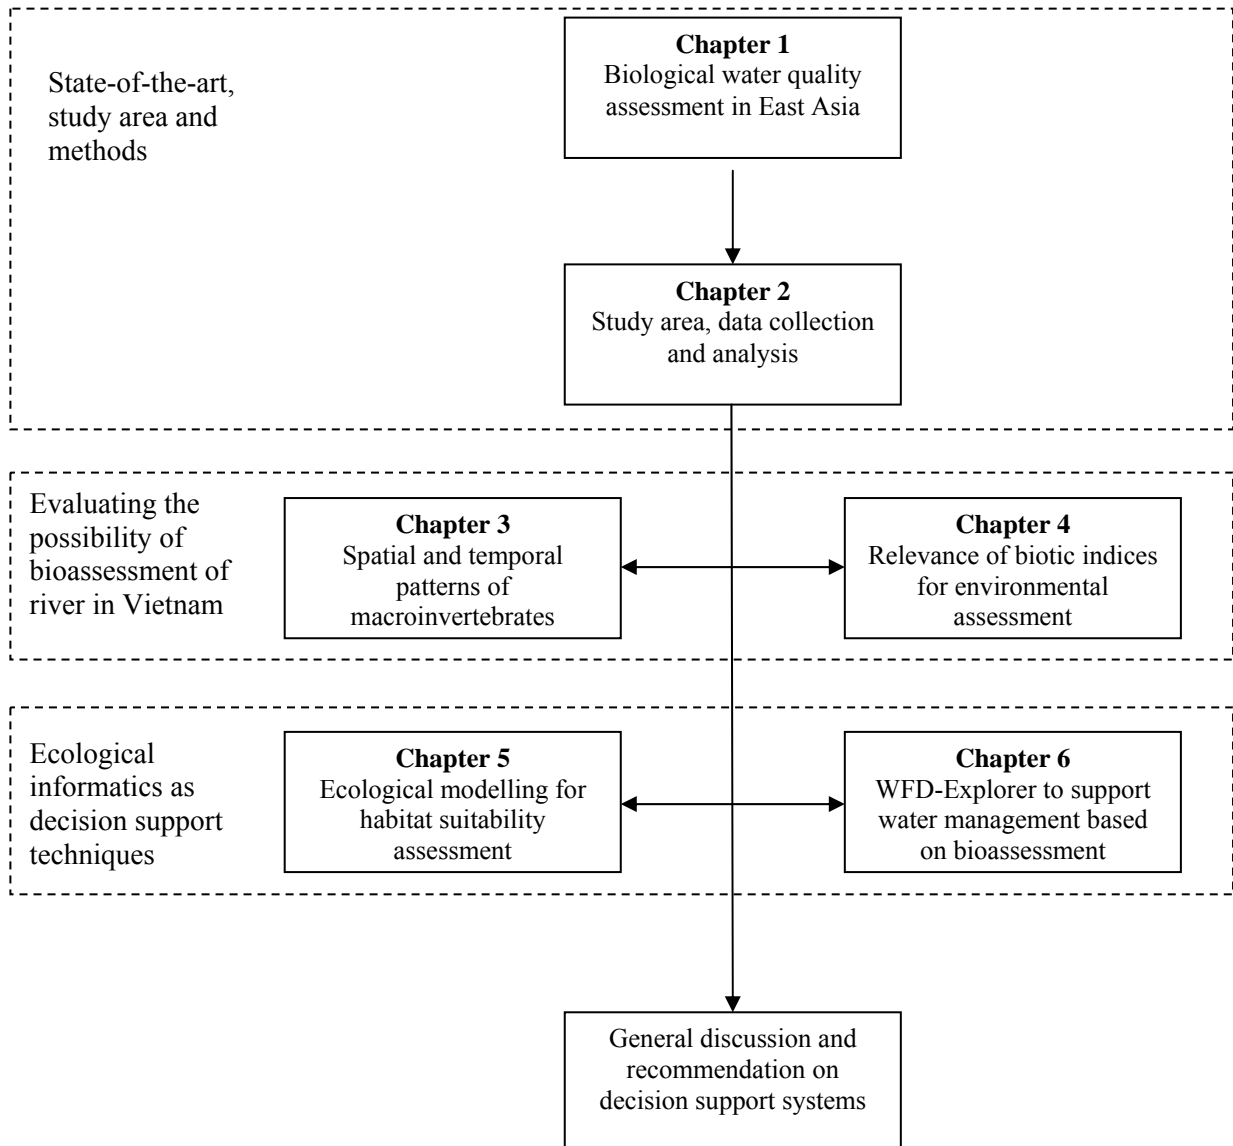 State-of-the-art,
study area and
methods
Chapter 1
Biological water quality
assessment in East Asia
Chapter 2
Study area, data collection
and analysis
Evaluating the
possibility of
bioassessment of
river in Vietnam
Chapter 3
Spatial and temporal
patterns of
macroinvertebrates
Chapter 4
Relevance of biotic indices
for environmental
assessment
Ecological
informatics as
decision support
techniques
Chapter 5
Ecological modelling for
habitat suitability
assessment
Chapter 6
WFD-Explorer to support
water management based
on bioassessment
General discussion and
recommendation on
decision support systems